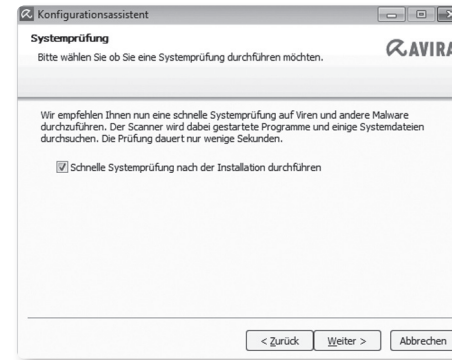 Konfigurationsassistent
Systemprüfung
Bitte wählen Sie ob Sie eine Systemprüfung durchführen möchten.
AVIRA
Wir empfehlen Ihnen nun eine schnelle Systemprüfung auf Viren und andere Malware
durchzuführen. Der Scanner wird dabei gestartete Programme und einige Systemdateien
durchsuchen. Die Prüfung dauert nur wenige Sekunden.
Schnelle Systemprüfung nach der Installation durchführen
< Zurück Weiter > Abbrechen